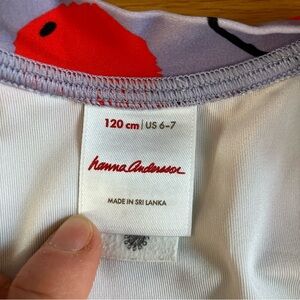 120 cm | US 6-7
hanna andersson
MADE IN SRI LANKA